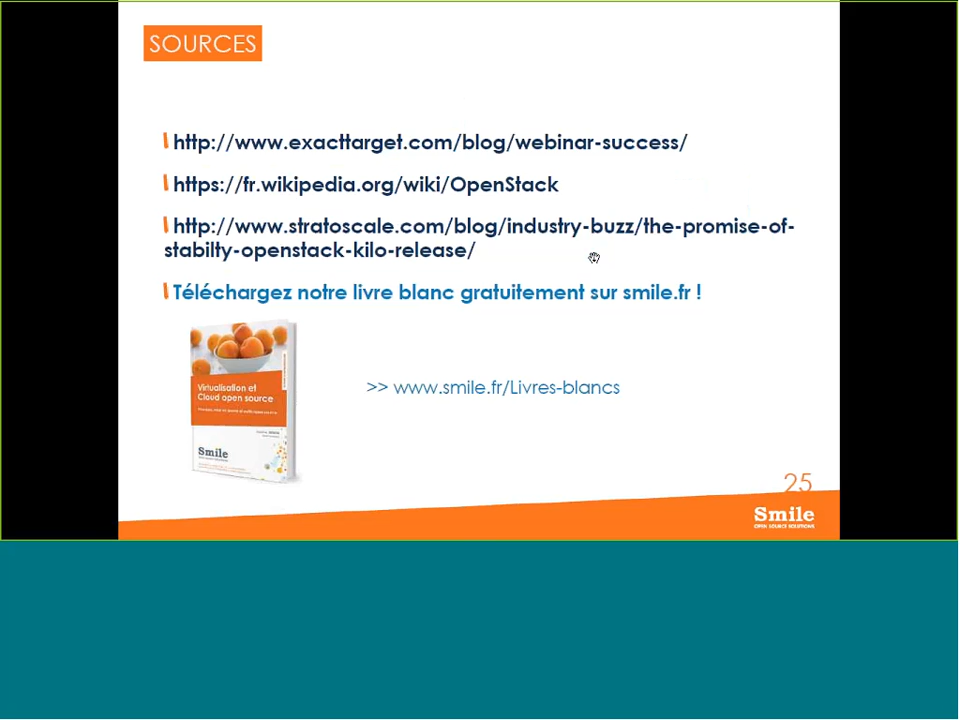 SOURCES
http://www.exacttarget.com/blog/webinar-success/
https://fr.wikipedia.org/wiki/OpenStack
http://www.stratoscale.com/blog/industry-buzz/the-promise-of-
stabilty-openstack-kilo-release/
Téléchargez notre livre blanc gratuitement sur smile.fr !
Virtualisation et
Cloud open source
Smile
>> www.smile.fr/Livres-blancs
25
Smile
OPEN SOURCE SOLUTIONS